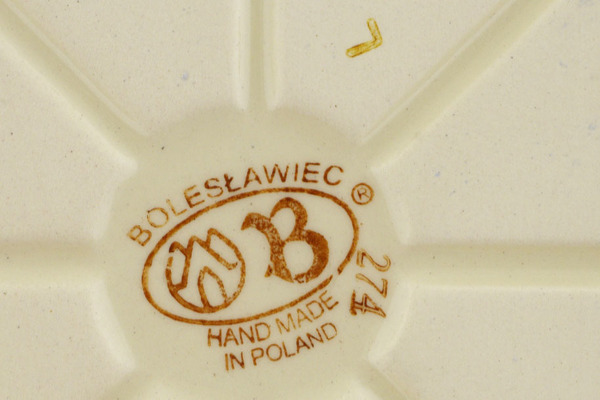 BOLESŁAWIEC ®
B
HAND MADE
IN POLAND
274